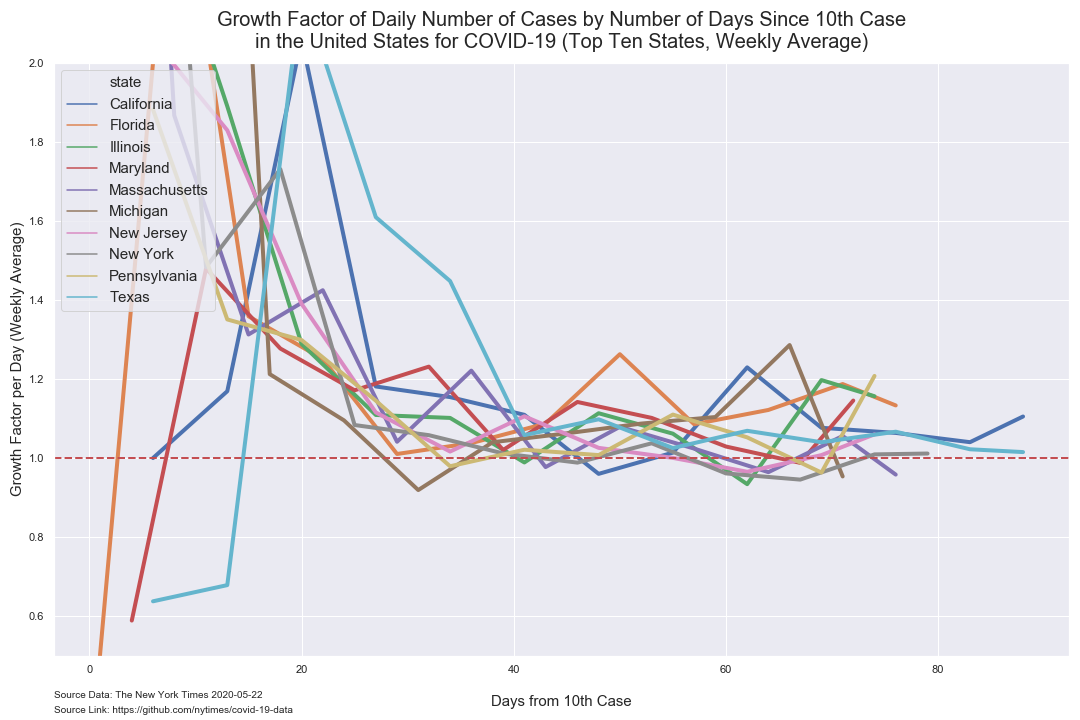 Growth Factor of Daily Number of Cases by Number of Days Since 10th Case
in the United States for COVID-19 (Top Ten States, Weekly Average)
Growth Factor per Day (Weekly Average)
2.0
1.8
1.6
1.4
1.2
1.0
0.8
0.6
state
California
Florida
Illinois
Maryland
Massachusetts
Michigan
New Jersey
New York
Pennsylvania
Texas
0
20
40
60
80
Days from 10th Case
Source Data: The New York Times 2020-05-22
Source Link: https://github.com/nytimes/covid-19-data